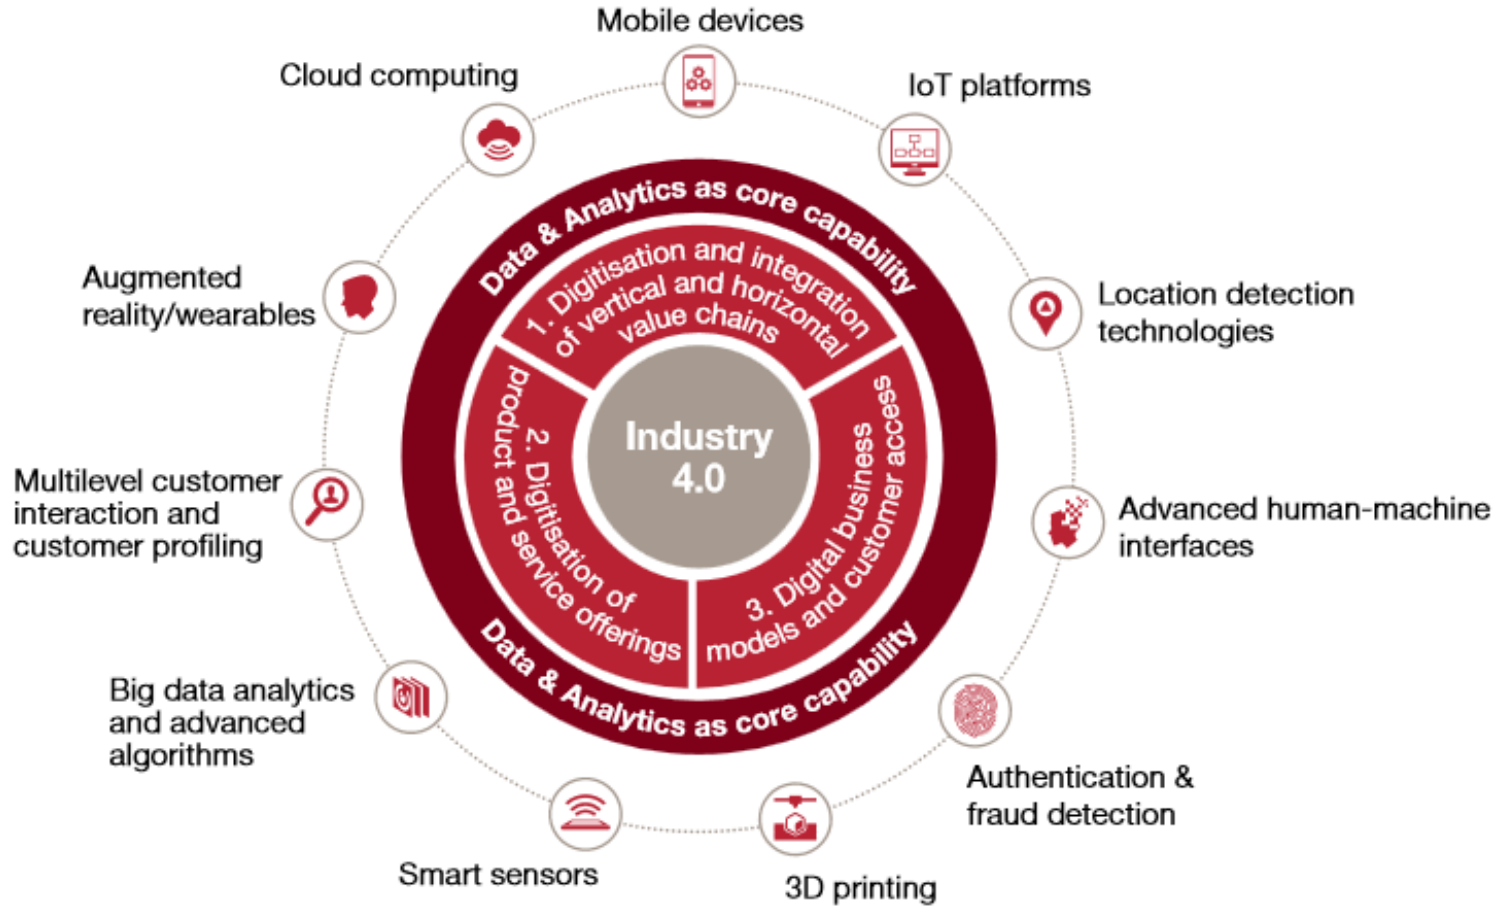 Mobile devices
Cloud computing
IoT platforms
Data & Analytics as core capability
1. Digitisation and integration
of vertical and horizontal
value chains
Augmented
reality/wearables
Location detection
technologies
Industry
4.0
2. Digitisation of
product and service offerings
3. Digital business
models and customer access
Multilevel customer
interaction and
customer profiling
Advanced human-machine
interfaces
Data & Analytics as core capability
Big data analytics
and advanced
algorithms
Authentication &
fraud detection
Smart sensors
3D printing